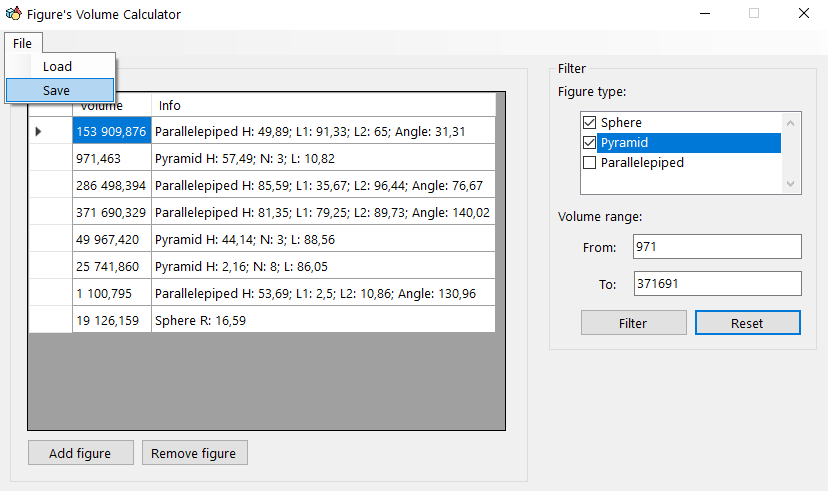 Figure's Volume Calculator
File
Load
Save
Volume Info
153 909,876 Parallelepiped H: 49,89; L1: 91,33; L2: 65; Angle: 31,31
971,463 Pyramid H: 57,49; N: 3; L: 10,82
286 498,394 Parallelepiped H: 85,59; L1: 35,67; L2: 96,44; Angle: 76,67
371 690,329 Parallelepiped H: 81,35; L1: 79,25; L2: 89,73; Angle: 140,02
49 967,420 Pyramid H: 44,14; N: 3; L: 88,56
25 741,860 Pyramid H: 2,16; N: 8; L: 86,05
1 100,795 Parallelepiped H: 53,69; L1: 2,5; L2: 10,86; Angle: 130,96
19 126,159 Sphere R: 16,59
Add figure Remove figure
Filter
Figure type:
Sphere
Pyramid
Parallelepiped
Volume range:
From: 971
To: 371691
Filter Reset